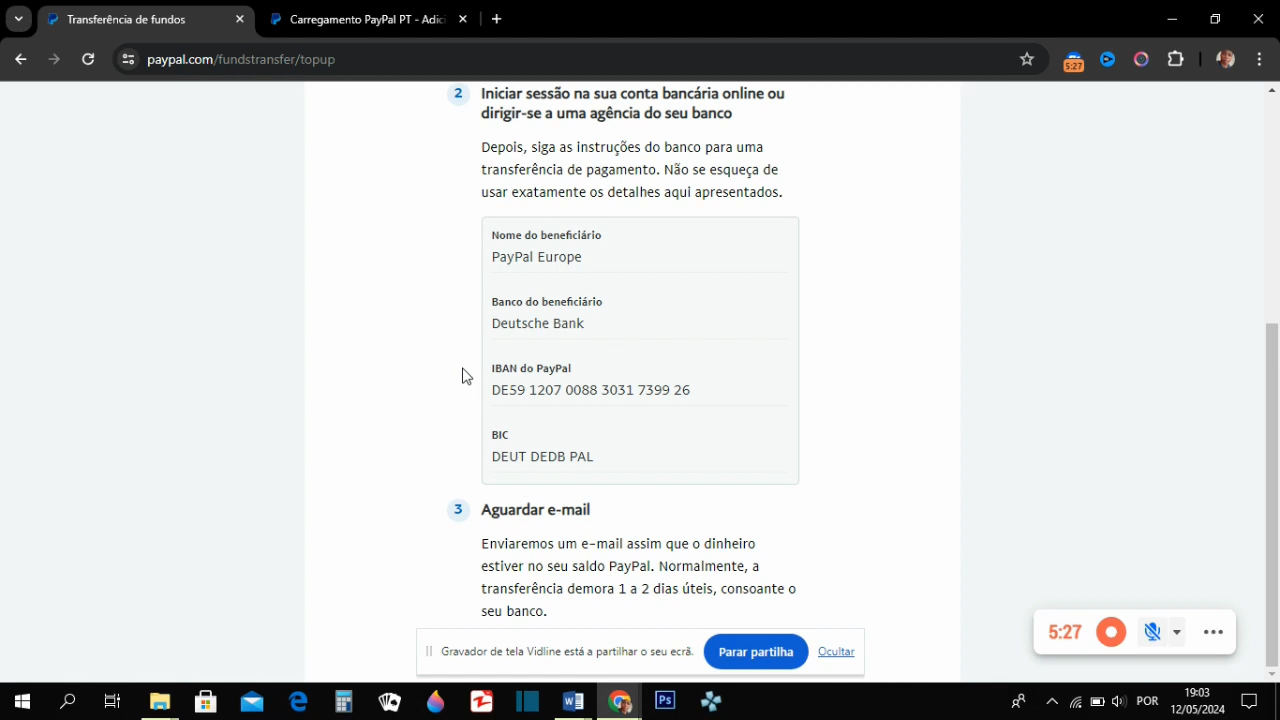 Transferência de fundos
Carregamento PayPal PT - Adici
paypal.com/fundstransfer/topup
5:27
2
Iniciar sessão na sua conta bancária online ou
dirigir-se a uma agência do seu banco
Depois, siga as instruções do banco para uma
transferência de pagamento. Não se esqueça de
usar exatamente os detalhes aqui apresentados.
Nome do beneficiário
PayPal Europe
Banco do beneficiário
Deutsche Bank
IBAN do PayPal
DE59 1207 0088 3031 7399 26
BIC
DEUT DEDB PAL
3
Aguardar e-mail
Enviaremos um e-mail assim que o dinheiro
estiver no seu saldo PayPal. Normalmente, a
transferência demora 1 a 2 dias úteis, consoante o
seu banco.
Gravador de tela Vidline está a partilhar o seu ecrã.
Parar partilha
Ocultar
5:27
Ps
POR
19:03
12/05/2024